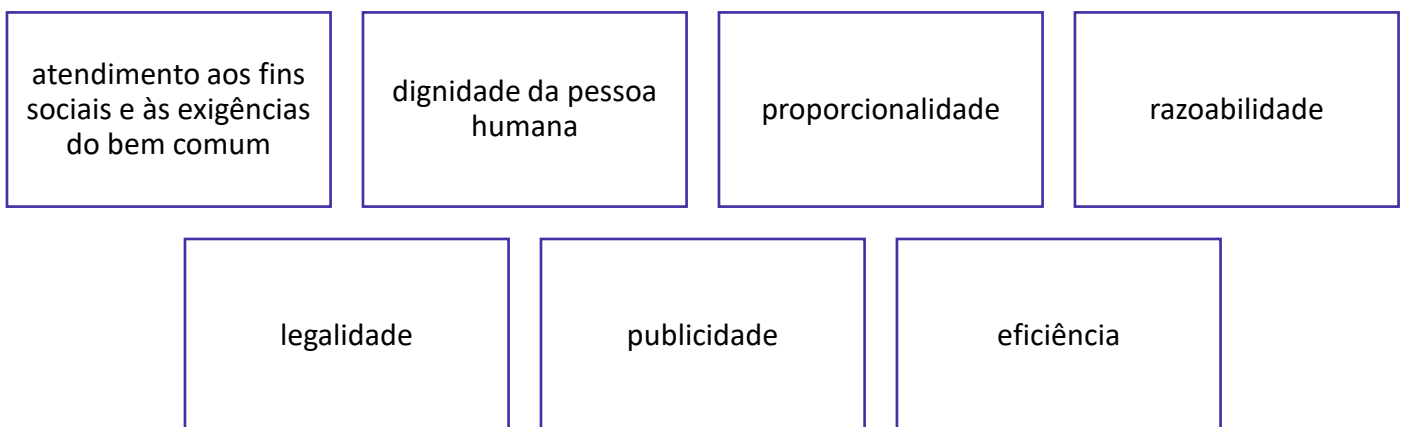 atendimento aos fins
sociais e às exigências
do bem comum
dignidade da pessoa
humana
proporcionalidade
razoabilidade
legalidade
publicidade
eficiência